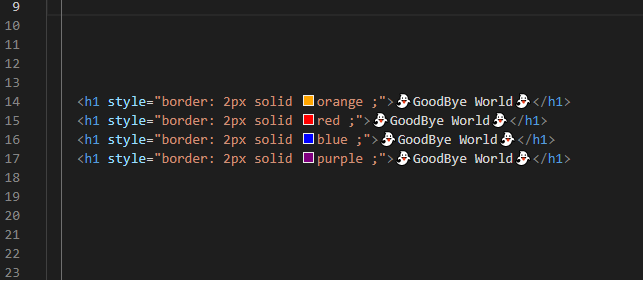 9
10
11
12
13
14 <h1 style="border: 2px solid orange ;">👻GoodBye World👻</h1>
15 <h1 style="border: 2px solid red ;">👻GoodBye World👻</h1>
16 <h1 style="border: 2px solid blue ;">👻GoodBye World👻</h1>
17 <h1 style="border: 2px solid purple ;">👻GoodBye World👻</h1>
18
19
20
21
22
23